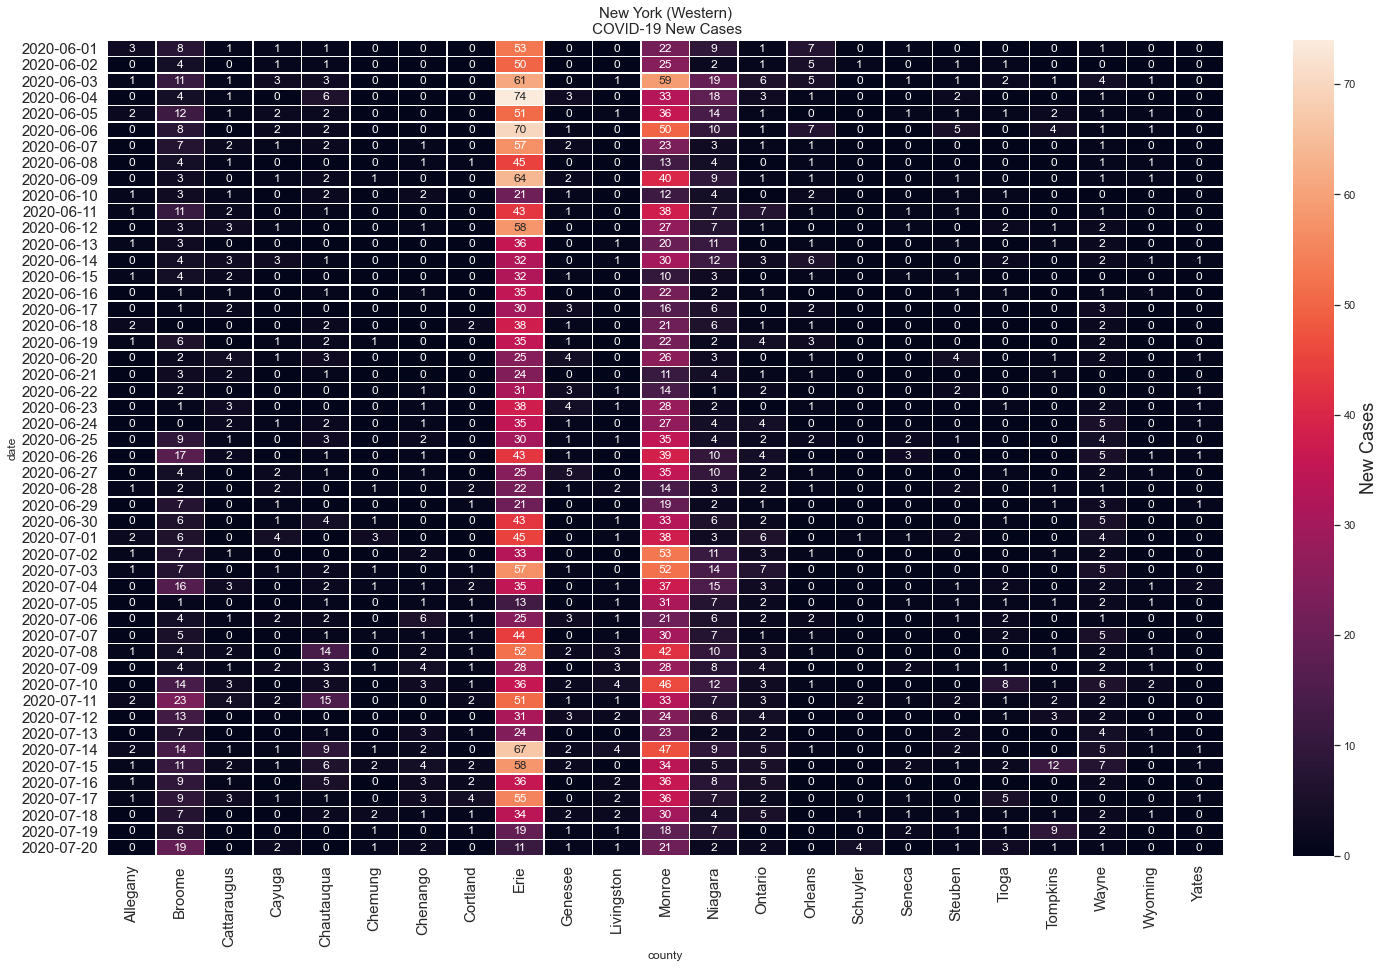 New York (Western)
COVID-19 New Cases
2020-06-01 3 8 1 1 1 0 0 0 53 0 0 22 9 1 7 0 1 0 0 0 1 0 0
2020-06-02 0 4 0 1 1 0 0 0 50 0 0 25 2 1 5 1 0 1 1 0 0 0 0
2020-06-03 1 11 1 3 3 0 0 0 61 0 1 59 19 6 5 0 1 1 2 1 4 1 0
2020-06-04 0 4 1 0 6 0 0 0 74 3 0 33 18 3 1 0 0 2 0 0 1 0 0
2020-06-05 2 12 1 2 2 0 0 0 51 0 1 36 14 1 0 0 1 1 1 2 1 1 0
2020-06-06 0 8 0 2 2 0 0 0 70 1 0 50 10 1 7 0 0 5 0 4 1 1 0
2020-06-07 0 7 2 1 2 0 1 0 57 2 0 23 3 1 1 0 0 0 0 0 1 0 0
2020-06-08 0 4 1 0 0 0 1 1 45 0 0 13 4 0 1 0 0 0 0 0 1 1 0
2020-06-09 0 3 0 1 2 1 0 0 64 2 0 40 9 1 1 0 0 1 0 0 1 1 0
2020-06-10 1 3 1 0 2 0 2 0 21 1 0 12 4 0 2 0 0 1 1 0 0 0 0
2020-06-11 1 11 2 0 1 0 0 0 43 1 0 38 7 7 1 0 1 1 0 0 1 0 0
2020-06-12 0 3 3 1 0 0 1 0 58 0 0 27 7 1 0 0 1 0 2 1 2 0 0
2020-06-13 1 3 0 0 0 0 0 0 36 0 1 20 11 0 1 0 0 1 0 1 2 0 0
2020-06-14 0 4 3 3 1 0 0 0 32 0 1 30 12 3 6 0 0 0 2 0 2 1 1
2020-06-15 1 4 2 0 0 0 0 0 32 1 0 10 3 0 1 0 1 1 0 0 0 0 0
2020-06-16 0 1 1 0 1 0 1 0 35 0 0 22 2 1 0 0 0 1 1 0 1 1 0
2020-06-17 0 1 2 0 0 0 0 0 30 3 0 16 6 0 2 0 0 0 0 0 3 0 0
2020-06-18 2 0 0 0 2 0 0 2 38 1 0 21 6 1 1 0 0 0 0 0 2 0 0
2020-06-19 1 6 0 1 2 1 0 0 35 1 0 22 2 4 3 0 0 0 0 0 2 0 0
2020-06-20 0 2 4 1 3 0 0 0 25 4 0 26 3 0 1 0 0 4 0 1 2 0 1
2020-06-21 0 3 2 0 1 0 0 0 24 0 0 11 4 1 1 0 0 0 0 1 0 0 0
2020-06-22 0 2 0 0 0 0 1 0 31 3 1 14 1 2 0 0 0 2 0 0 0 0 1
2020-06-23 0 1 3 0 0 0 1 0 38 4 1 28 2 0 1 0 0 0 1 0 2 0 1
2020-06-24 0 0 2 1 2 0 1 0 35 1 0 27 4 4 0 0 0 0 0 0 5 0 1
2020-06-25 0 9 1 0 3 0 2 0 30 1 1 35 4 2 2 0 2 1 0 0 4 0 0
2020-06-26 0 17 2 0 1 0 1 0 43 1 0 39 10 4 0 0 3 0 0 0 5 1 1
2020-06-27 0 4 0 2 1 0 1 0 25 5 0 35 10 2 1 0 0 0 1 0 2 1 0
2020-06-28 1 2 0 2 0 1 0 2 22 1 2 14 3 2 1 0 0 2 0 1 1 0 0
2020-06-29 0 7 0 1 0 0 0 1 21 0 0 19 2 1 0 0 0 0 0 1 3 0 1
2020-06-30 0 6 0 1 4 1 0 0 43 0 1 33 6 2 0 0 0 0 1 0 5 0 0
2020-07-01 2 6 0 4 0 3 0 0 45 0 1 38 3 6 0 1 1 2 0 0 4 0 0
2020-07-02 1 7 1 0 0 0 2 0 33 0 0 53 11 3 1 0 0 0 0 1 2 0 0
2020-07-03 1 7 0 1 2 1 0 1 57 1 0 52 14 7 0 0 0 0 0 0 5 0 0
2020-07-04 0 16 3 0 2 1 1 2 35 0 1 37 15 3 0 0 0 1 2 0 2 1 2
2020-07-05 0 1 0 0 1 0 1 1 13 0 1 31 7 2 0 0 1 1 1 1 2 1 0
2020-07-06 0 4 1 2 2 0 6 1 25 3 1 21 6 2 2 0 0 1 2 0 1 0 0
2020-07-07 0 5 0 0 1 1 1 1 44 0 1 30 7 1 1 0 0 0 2 0 5 0 0
2020-07-08 1 4 2 0 14 0 2 1 52 2 3 42 10 3 1 0 0 0 0 1 2 1 0
2020-07-09 0 4 1 2 3 1 4 1 28 0 3 28 8 4 0 0 2 1 1 0 2 1 0
2020-07-10 0 14 3 0 3 0 3 1 36 2 4 46 12 3 1 0 0 0 8 1 6 2 0
2020-07-11 2 23 4 2 15 0 0 2 51 1 1 33 7 3 0 2 1 2 1 2 2 0 0
2020-07-12 0 13 0 0 0 0 0 0 31 3 2 24 6 4 0 0 0 0 1 3 2 0 0
2020-07-13 0 7 0 0 1 0 3 1 24 0 0 23 2 2 0 0 0 2 0 0 4 1 0
2020-07-14 2 14 1 1 9 1 2 0 67 2 4 47 9 5 1 0 0 2 0 0 5 1 1
2020-07-15 1 11 2 1 6 2 4 2 58 2 0 34 5 5 0 0 2 1 2 12 7 0 1
2020-07-16 1 9 1 0 5 0 3 2 36 0 2 36 8 5 0 0 0 0 0 0 2 0 0
2020-07-17 1 9 3 1 1 0 3 4 55 0 2 36 7 2 0 0 1 0 5 0 0 0 1
2020-07-18 0 7 0 0 2 2 1 1 34 2 2 30 4 5 0 1 1 1 1 1 2 1 0
2020-07-19 0 6 0 0 0 1 0 1 19 1 1 18 7 0 0 0 2 1 1 9 2 0 0
2020-07-20 0 19 0 2 0 1 2 0 11 1 1 21 2 2 0 4 0 1 3 1 1 0 0
date
Allegany Broome Cattaraugus Cayuga Chautauqua Chemung Chenango Cortland Erie Genesee Livingston Monroe Niagara Ontario Orleans Schuyler Seneca Steuben Tioga Tompkins Wayne Wyoming Yates
county
70
60
50
40
30
20
10
0
New Cases